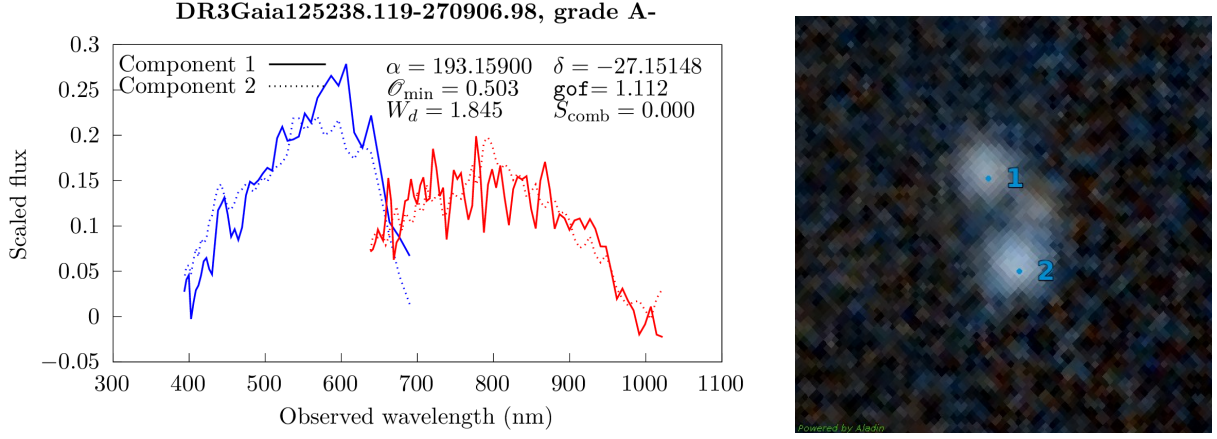 DR3Gaia125238.119-270906.98, grade A-
Component 1
Component 2
α = 193.15900 δ = −27.15148
𝒪min = 0.503 gof= 1.112
Wd = 1.845 Scomb = 0.000
0.3
0.25
0.2
0.15
0.1
0.05
0
−0.05
Scaled flux
300 400 500 600 700 800 900 1000 1100
Observed wavelength (nm)
1
2
Powered by Aladin